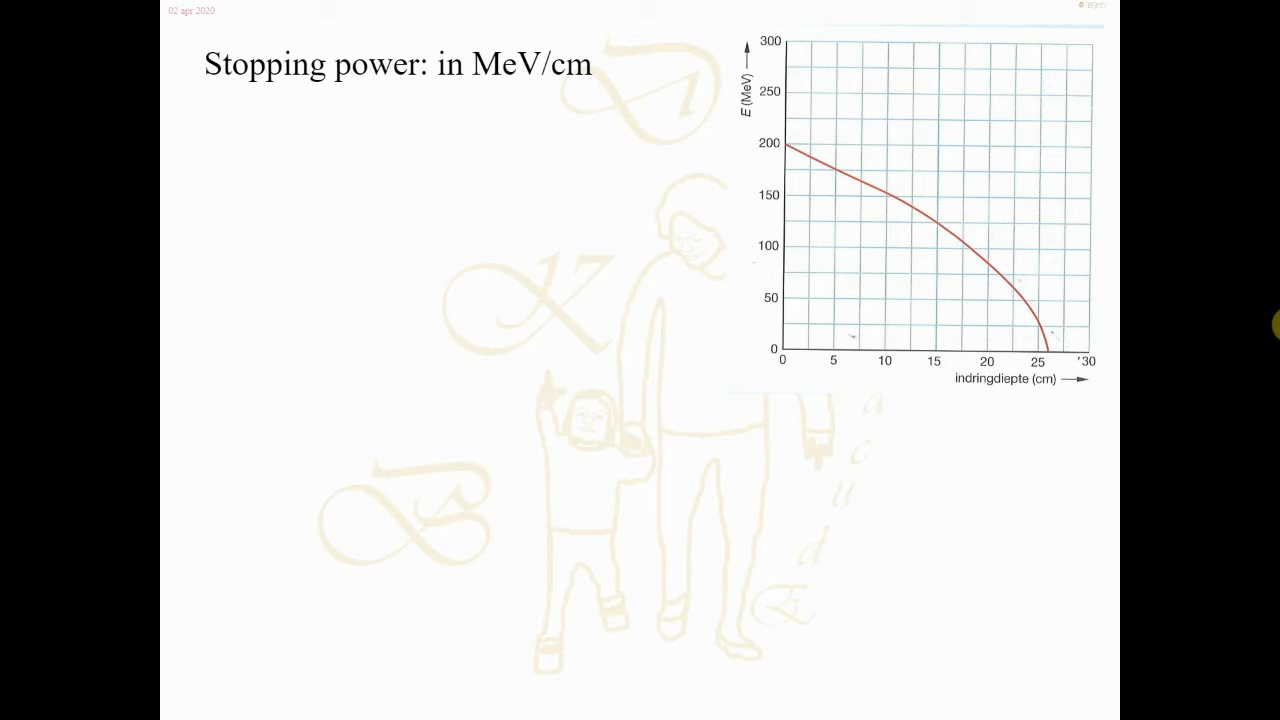 02 apr 2020
Stopping power: in MeV/cm
E (MeV)
300
250
200
150
100
50
0
0 5 10 15 20 25 30
indringdiepte (cm)
K
B
a
c
u
d
E